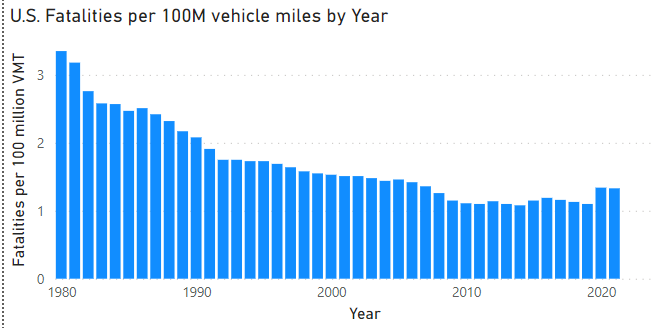 U.S. Fatalities per 100M vehicle miles by Year
Fatalities per 100 million VMT
3
2
1
0
1980 1990 2000 2010 2020
Year